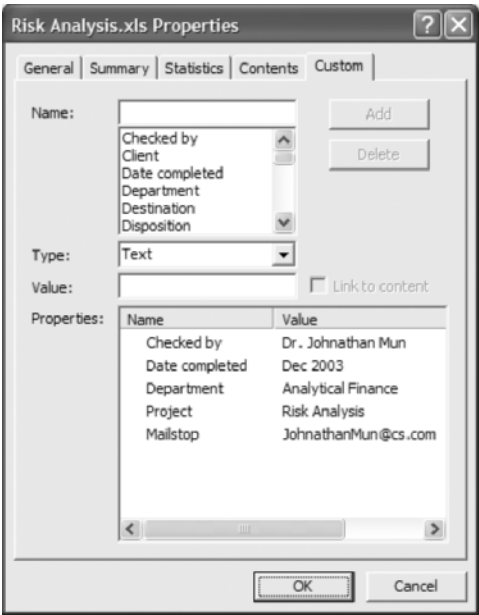 Risk Analysis.xls Properties
General Summary Statistics Contents Custom
Name:
Add
Checked by
Client
Date completed
Department
Destination
Disposition
Delete
Type: Text
Value: Link to content
Properties: Name Value
Checked by Dr. Johnathan Mun
Date completed Dec 2003
Department Analytical Finance
Project Risk Analysis
Mailstop JohnathanMun@cs.com
OK Cancel